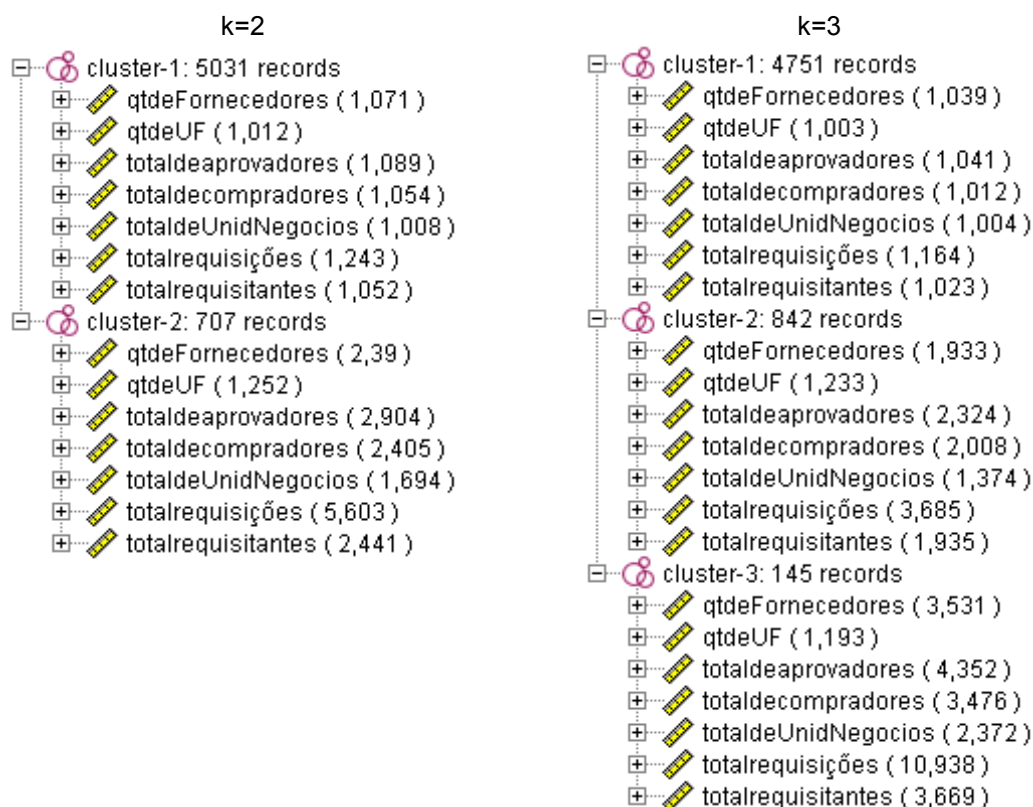 k=2
cluster-1: 5031 records
qtdeFornecedores ( 1,071 )
qtdeUF ( 1,012 )
totaldeaprovadores ( 1,089 )
totaldecompradores ( 1,054 )
totaldeUnidNegocios ( 1,008 )
totalrequisiçőes ( 1,243 )
totalrequisitantes ( 1,052 )
cluster-2: 707 records
qtdeFornecedores ( 2,39 )
qtdeUF ( 1,252 )
totaldeaprovadores ( 2,904 )
totaldecompradores ( 2,405 )
totaldeUnidNegocios ( 1,694 )
totalrequisiçőes ( 5,603 )
totalrequisitantes ( 2,441 )
k=3
cluster-1: 4751 records
qtdeFornecedores ( 1,039 )
qtdeUF ( 1,003 )
totaldeaprovadores ( 1,041 )
totaldecompradores ( 1,012 )
totaldeUnidNegocios ( 1,004 )
totalrequisiçőes ( 1,164 )
totalrequisitantes ( 1,023 )
cluster-2: 842 records
qtdeFornecedores ( 1,933 )
qtdeUF ( 1,233 )
totaldeaprovadores ( 2,324 )
totaldecompradores ( 2,008 )
totaldeUnidNegocios ( 1,374 )
totalrequisiçőes ( 3,685 )
totalrequisitantes ( 1,935 )
cluster-3: 145 records
qtdeFornecedores ( 3,531 )
qtdeUF ( 1,193 )
totaldeaprovadores ( 4,352 )
totaldecompradores ( 3,476 )
totaldeUnidNegocios ( 2,372 )
totalrequisiçőes ( 10,938 )
totalrequisitantes ( 3,669 )